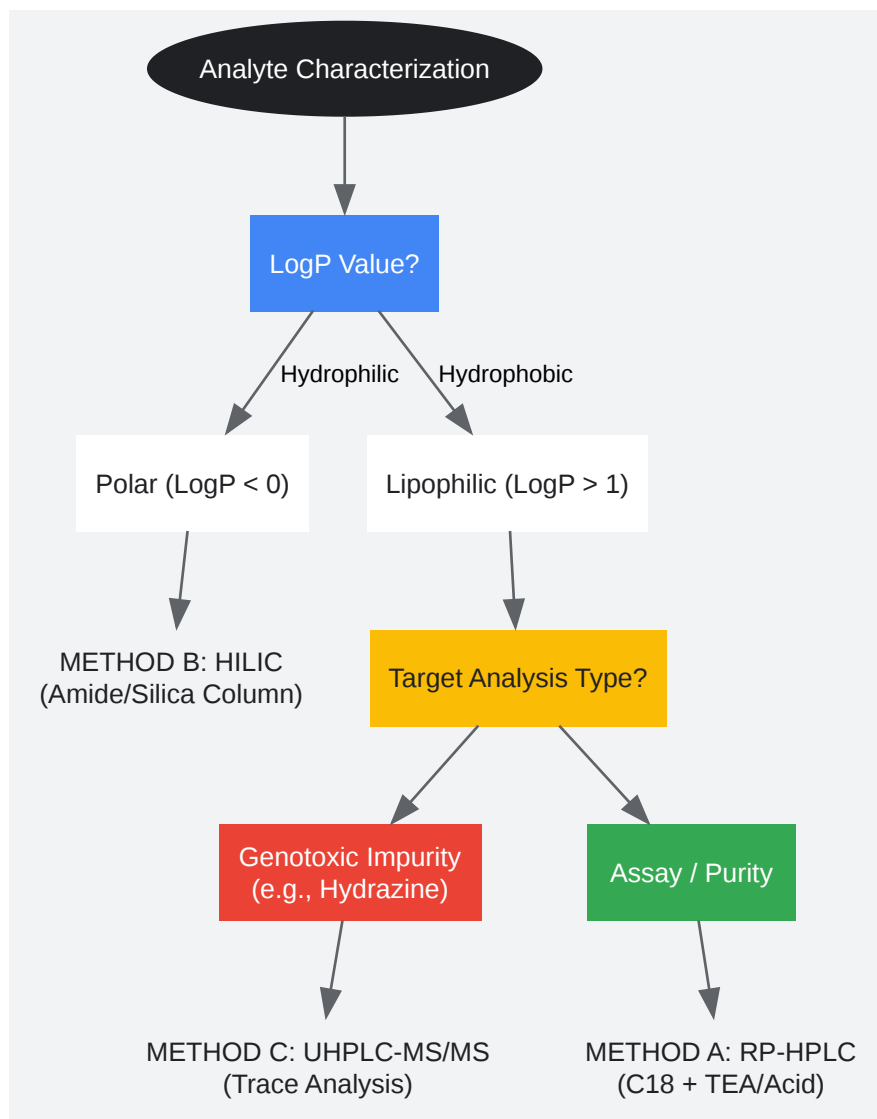 Analyte Characterization
LogP Value?
Hydrophilic
Hydrophobic
Polar (LogP < 0)
Lipophilic (LogP > 1)
METHOD B: HILIC
(Amide/Silica Column)
Target Analysis Type?
Genotoxic Impurity
(e.g., Hydrazine)
Assay / Purity
METHOD C: UHPLC-MS/MS
(Trace Analysis)
METHOD A: RP-HPLC
(C18 + TEA/Acid)